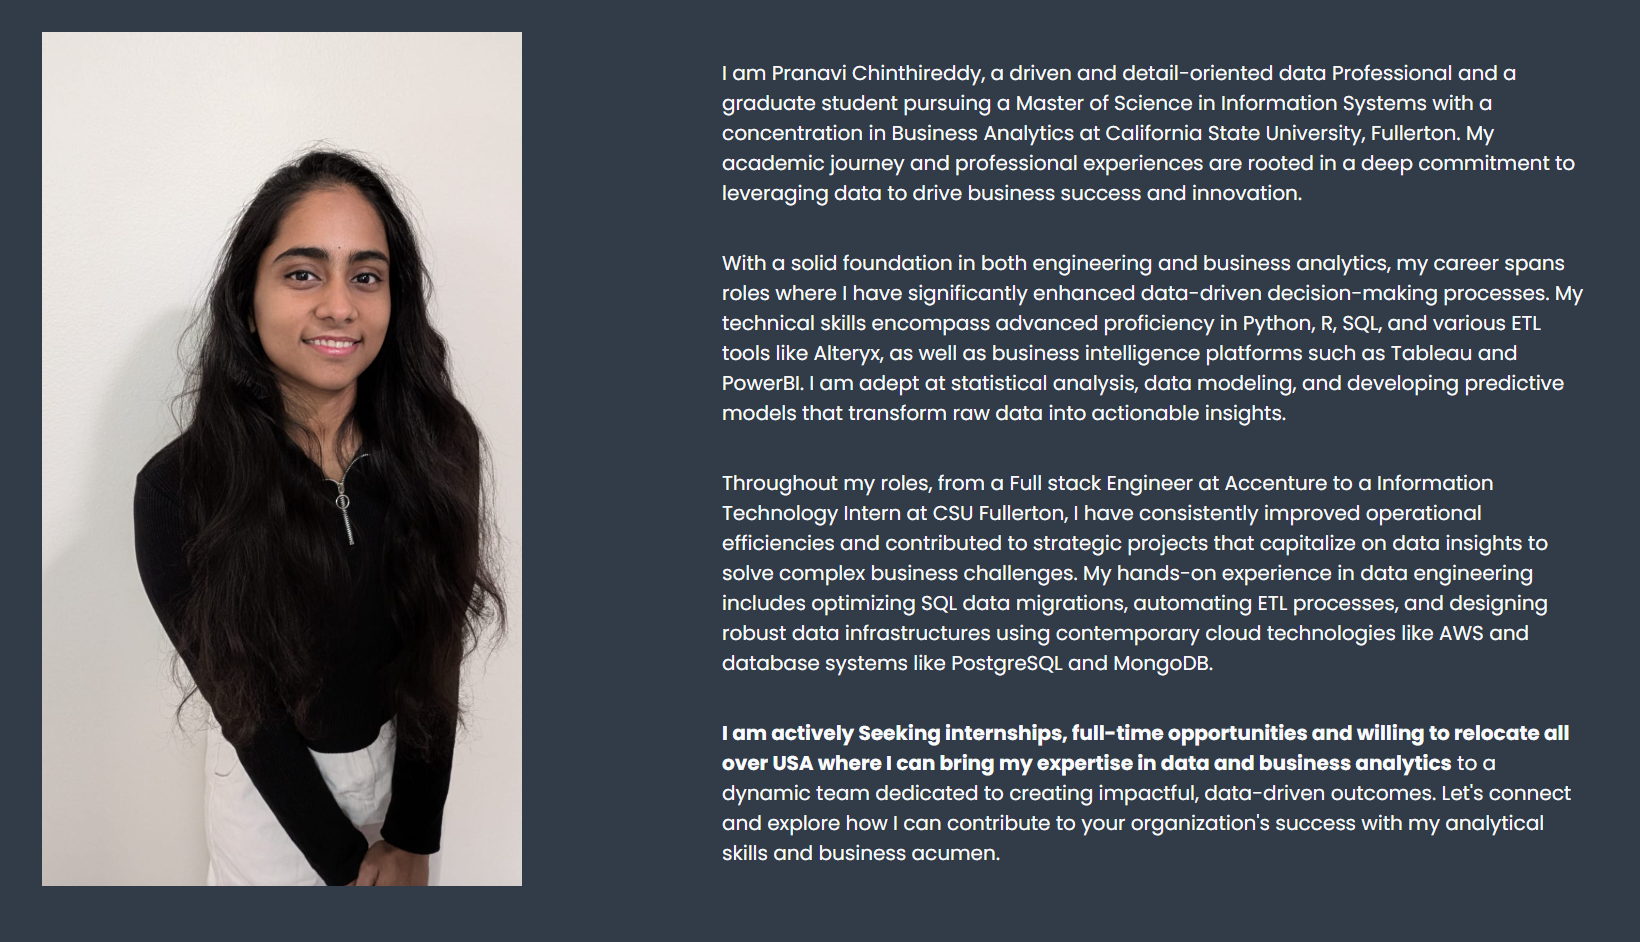 I am Pranavi Chinthireddy, a driven and detail-oriented data Professional and a
graduate student pursuing a Master of Science in Information Systems with a
concentration in Business Analytics at California State University, Fullerton. My
academic journey and professional experiences are rooted in a deep commitment to
leveraging data to drive business success and innovation.
With a solid foundation in both engineering and business analytics, my career spans
roles where I have significantly enhanced data-driven decision-making processes. My
technical skills encompass advanced proficiency in Python, R, SQL, and various ETL
tools like Alteryx, as well as business intelligence platforms such as Tableau and
PowerBI. I am adept at statistical analysis, data modeling, and developing predictive
models that transform raw data into actionable insights.
Throughout my roles, from a Full stack Engineer at Accenture to a Information
Technology Intern at CSU Fullerton, I have consistently improved operational
efficiencies and contributed to strategic projects that capitalize on data insights to
solve complex business challenges. My hands-on experience in data engineering
includes optimizing SQL data migrations, automating ETL processes, and designing
robust data infrastructures using contemporary cloud technologies like AWS and
database systems like PostgreSQL and MongoDB.
I am actively Seeking internships, full-time opportunities and willing to relocate all
over USA where I can bring my expertise in data and business analytics to a
dynamic team dedicated to creating impactful, data-driven outcomes. Let's connect
and explore how I can contribute to your organization's success with my analytical
skills and business acumen.